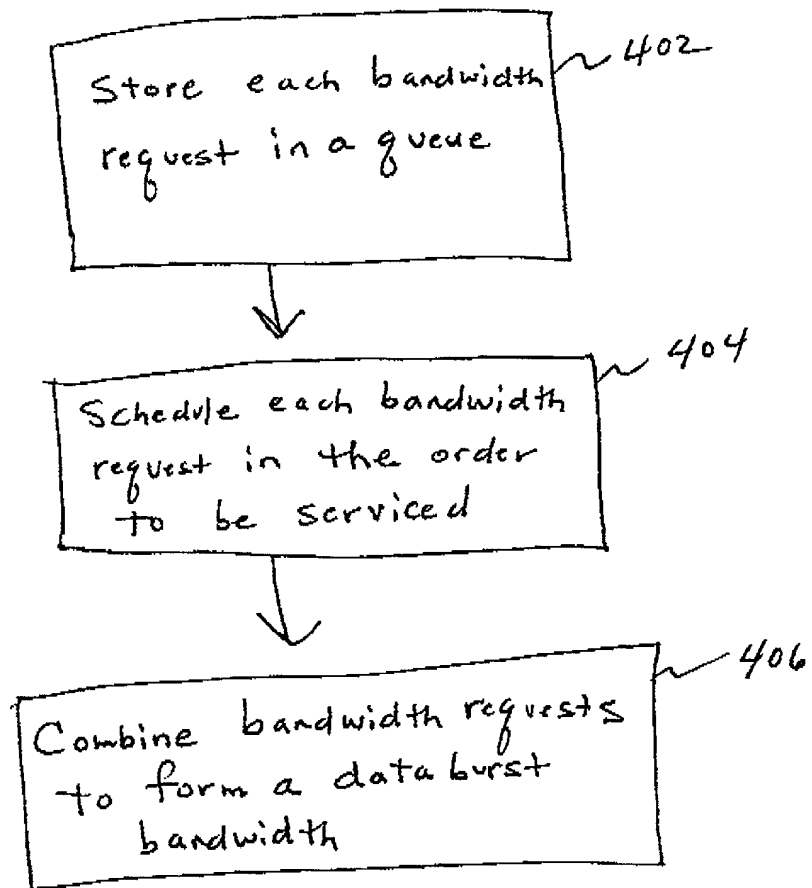 Store each bandwidth
request in a queue
402
Schedule each bandwidth
request in the order
to be serviced
404
Combine bandwidth requests
to form a data burst
bandwidth
406